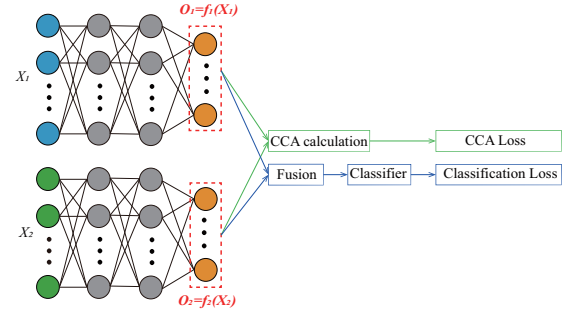 O₁=f₁(X₁)
X₁
CCA calculation
CCA Loss
Fusion
Classifier
Classification Loss
X₂
O₂=f₂(X₂)